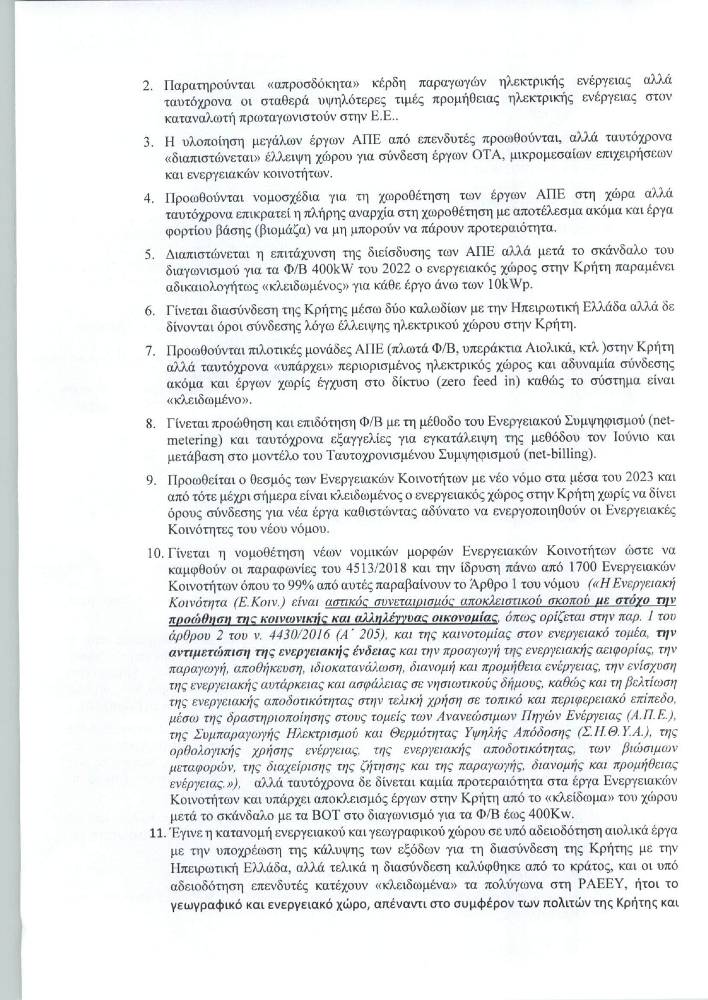 2. Παρατηρούνται «απροσδόκητα» κέρδη παραγωγών ηλεκτρικής ενέργειας αλλά
ταυτόχρονα οι σταθερά υψηλότερες τιμές προμήθειας ηλεκτρικής ενέργειας στον
καταναλωτή πρωταγωνιστούν στην Ε.Ε..
3. Η υλοποίηση μεγάλων έργων ΑΠΕ από επενδυτές προωθούνται, αλλά ταυτόχρονα
«διαπιστώνεται» έλλειψη χώρου για σύνδεση έργων ΟΤΑ, μικρομεσαίων επιχειρήσεων
και ενεργειακών κοινοτήτων.
4. Προωθούνται νομοσχέδια για τη χωροθέτηση των έργων ΑΠΕ στη χώρα αλλά
ταυτόχρονα επικρατεί η πλήρης αναρχία στη χωροθέτηση με αποτέλεσμα ακόμα και έργα
φορτίου βάσης (βιομάζα) να μη μπορούν να πάρουν προτεραιότητα.
5. Διαπιστώνεται η επιτάχυνση της διείσδυσης των ΑΠΕ αλλά μετά το σκάνδαλο του
διαγωνισμού για τα Φ/Β 400kW του 2022 ο ενεργειακός χώρος στην Κρήτη παραμένει
αδικαιολογήτως «κλειδωμένος» για κάθε έργο άνω των 10kWp.
6. Γίνεται διασύνδεση της Κρήτης μέσω δύο καλωδίων με την Ηπειρωτική Ελλάδα αλλά δε
δίνονται όροι σύνδεσης λόγω έλλειψης ηλεκτρικού χώρου στην Κρήτη.
7. Προωθούνται πιλοτικές μονάδες ΑΠΕ (πλωτά Φ/Β, υπεράκτια Αιολικά, κτλ )στην Κρήτη
αλλά ταυτόχρονα «υπάρχει» περιορισμένος ηλεκτρικός χώρος και αδυναμία σύνδεσης
ακόμα και έργων χωρίς έγχυση στο δίκτυο (zero feed in) καθώς το σύστημα είναι
«κλειδωμένο».
8. Γίνεται προώθηση και επιδότηση Φ/Β με τη μέθοδο του Ενεργειακού Συμψηφισμού (net-
metering) και ταυτόχρονα εξαγγελίες για εγκατάλειψη της μεθόδου τον Ιούνιο και
μετάβαση στο μοντέλο του Ταυτοχρονισμένου Συμψηφισμού (net-billing).
9. Προωθείται ο θεσμός των Ενεργειακών Κοινοτήτων με νέο νόμο στα μέσα του 2023 και
από τότε μέχρι σήμερα είναι κλειδωμένος ο ενεργειακός χώρος στην Κρήτη χωρίς να δίνει
όρους σύνδεσης για νέα έργα καθιστώντας αδύνατο να ενεργοποιηθούν οι Ενεργειακές
Κοινότητες του νέου νόμου.
10. Γίνεται η νομοθέτηση νέων νομικών μορφών Ενεργειακών Κοινοτήτων ώστε να
καμφθούν οι παραφωνίες του 4513/2018 και την ίδρυση πάνω από 1700 Ενεργειακών
Κοινοτήτων όπου το 99% από αυτές παραβαίνουν το Άρθρο 1 του νόμου («Η Ενεργειακή
Κοινότητα (Ε.Κοιν.) είναι αστικός συνεταιρισμός αποκλειστικού σκοπού με στόχο την
προώθηση της κοινωνικής και αλληλέγγυας οικονομίας, όπως ορίζεται στην παρ. 1 του
άρθρου 2 του ν. 4430/2016 (Α΄ 205), και της καινοτομίας στον ενεργειακό τομέα, την
αντιμετώπιση της ενεργειακής ένδειας και την προαγωγή της ενεργειακής αειφορίας, την
παραγωγή, αποθήκευση, ιδιοκατανάλωση, διανομή και προμήθεια ενέργειας, την ενίσχυση
της ενεργειακής αυτάρκειας και ασφάλειας σε νησιωτικούς δήμους, καθώς και τη βελτίωση
της ενεργειακής αποδοτικότητας στην τελική χρήση σε τοπικό και περιφερειακό επίπεδο,
μέσω της δραστηριοποίησης στους τομείς των Ανανεώσιμων Πηγών Ενέργειας (Α.Π.Ε.),
της Συμπαραγωγής Ηλεκτρισμού και Θερμότητας Υψηλής Απόδοσης (Σ.Η.Θ.Υ.Α.), της
ορθολογικής χρήσης ενέργειας, της ενεργειακής αποδοτικότητας, των βιώσιμων
μεταφορών, της διαχείρισης της ζήτησης και της παραγωγής, διανομής και προμήθειας
ενέργειας.»), αλλά ταυτόχρονα δε δίνεται καμία προτεραιότητα στα έργα Ενεργειακών
Κοινοτήτων και υπάρχει αποκλεισμός έργων στην Κρήτη από το «κλείδωμα» του χώρου
μετά το σκάνδαλο με τα ΒΟΤ στο διαγωνισμό για τα Φ/Β έως 400Kw.
11. Έγινε η κατανομή ενεργειακού και γεωγραφικού χώρου σε υπό αδειοδότηση αιολικά έργα
με την υποχρέωση της κάλυψης των εξόδων για τη διασύνδεση της Κρήτης με την
Ηπειρωτική Ελλάδα, αλλά τελικά η διασύνδεση καλύφθηκε από το κράτος, και οι υπό
αδειοδότηση επενδυτές κατέχουν «κλειδωμένα» τα πολύγωνα στη ΡΑΕΕΥ, ήτοι το
γεωγραφικό και ενεργειακό χώρο, απέναντι στο συμφέρον των πολιτών της Κρήτης και